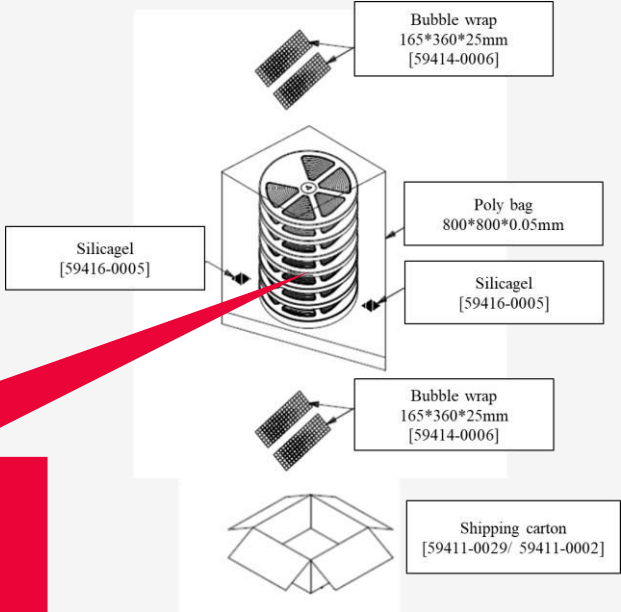 Bubble wrap
165*360*25mm
[59414-0006]
Poly bag
800*800*0.05mm
Silicagel
[59416-0005]
Silicagel
[59416-0005]
Bubble wrap
165*360*25mm
[59414-0006]
Shipping carton
[59411-0029/ 59411-0002]